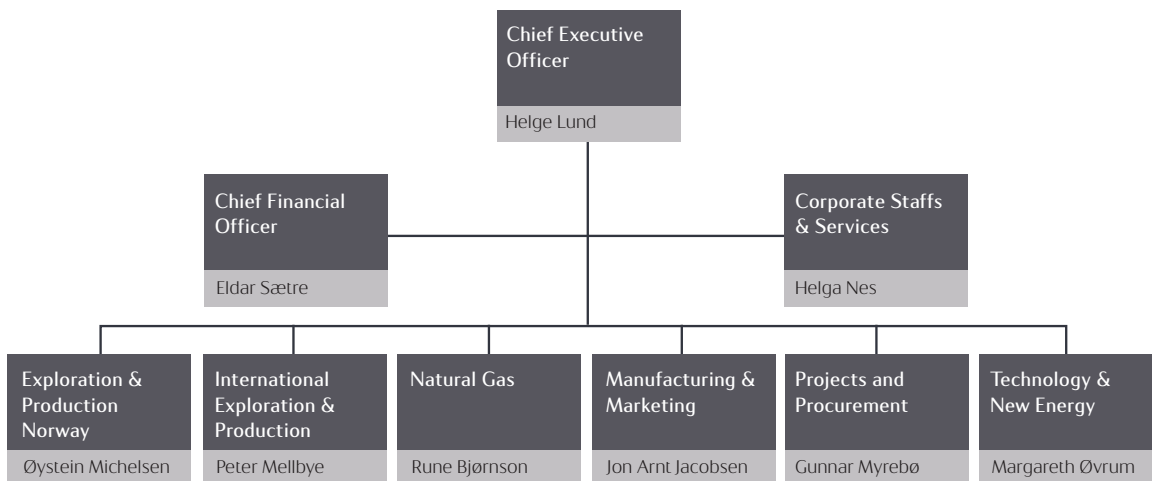 Chief Executive
Officer
Helge Lund
Chief Financial
Officer
Eldar Sætre
Corporate Staffs
& Services
Helga Nes
Exploration &
Production
Norway
Øystein Michelsen
International
Exploration &
Production
Peter Mellbye
Natural Gas
Rune Bjørnson
Manufacturing &
Marketing
Jon Arnt Jacobsen
Projects and
Procurement
Gunnar Myrebø
Technology &
New Energy
Margareth Øvrum